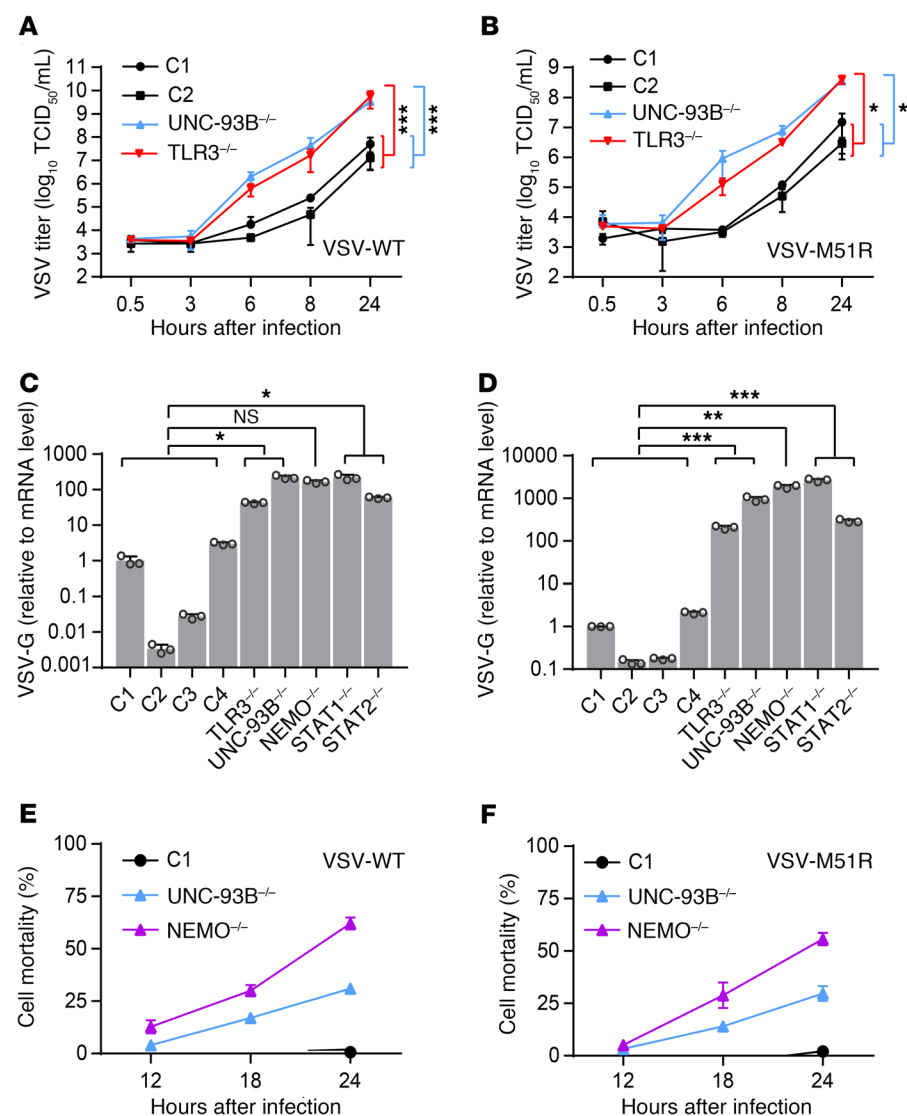 A
VSV titer (log₁₀ TCID₅₀/mL)
11
10
9
8
7
6
5
4
3
2
C1
C2
UNC-93B⁻/⁻
TLR3⁻/⁻
***
***
VSV-WT
0.5 3 6 8 24
Hours after infection
B
VSV titer (log₁₀ TCID₅₀/mL)
9
8
7
6
5
4
3
2
C1
C2
UNC-93B⁻/⁻
TLR3⁻/⁻
*
*
VSV-M51R
0.5 3 6 8 24
Hours after infection
C
VSV-G (relative to mRNA level)
*
NS
*
1000
100
10
1
0.1
0.01
0.001
C1
C2
C3
C4
TLR3⁻/⁻
UNC-93B⁻/⁻
NEMO⁻/⁻
STAT1⁻/⁻
STAT2⁻/⁻
D
VSV-G (relative to mRNA level)
***
**
***
10000
1000
100
10
1
0.1
C1
C2
C3
C4
TLR3⁻/⁻
UNC-93B⁻/⁻
NEMO⁻/⁻
STAT1⁻/⁻
STAT2⁻/⁻
E
Cell mortality (%)
100
75
50
25
0
C1
UNC-93B⁻/⁻
NEMO⁻/⁻
VSV-WT
12 18 24
Hours after infection
F
Cell mortality (%)
100
75
50
25
0
C1
UNC-93B⁻/⁻
NEMO⁻/⁻
VSV-M51R
12 18 24
Hours after infection